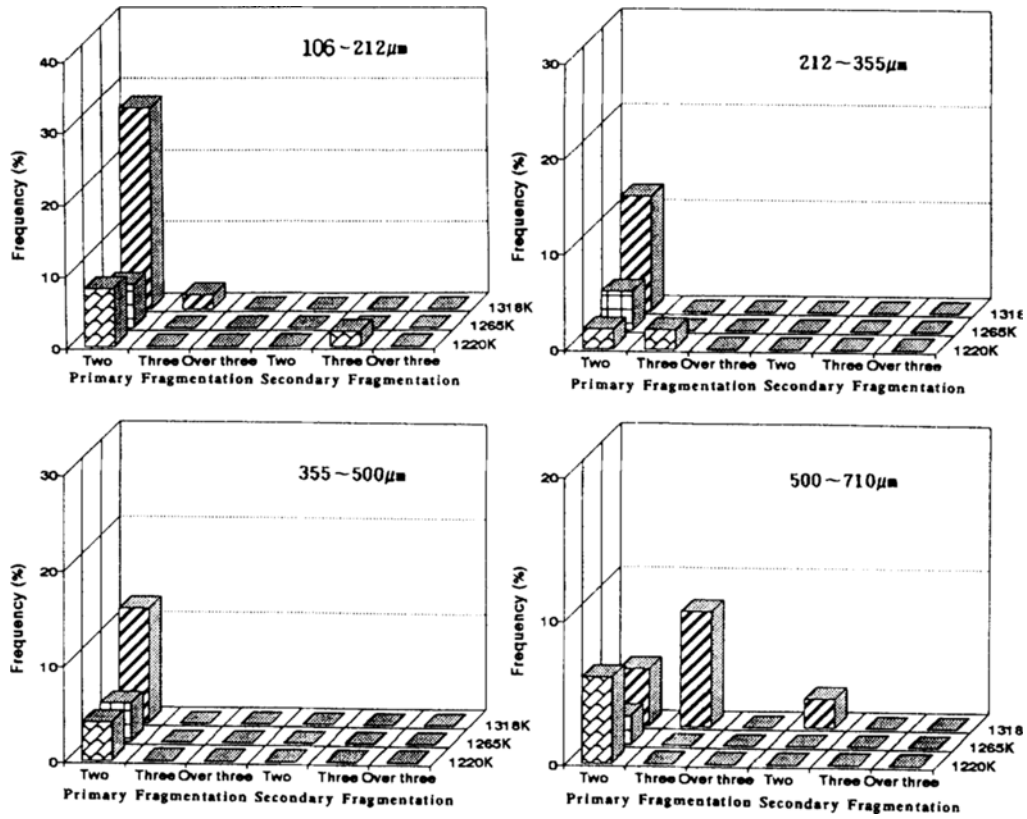 106~212μm
40
30
20
10
0
Frequency (%)
1318K
1265K
1220K
Two Three Over three Two Three Over three
Primary Fragmentation Secondary Fragmentation
212~355μm
30
20
10
0
Frequency (%)
1318K
1265K
1220K
Two Three Over three Two Three Over three
Primary Fragmentation Secondary Fragmentation
355~500μm
30
20
10
0
Frequency (%)
1318K
1265K
1220K
Two Three Over three Two Three Over three
Primary Fragmentation Secondary Fragmentation
500~710μm
20
10
0
Frequency (%)
1318
1265K
1220K
Two Three Over three Two Three Over three
Primary Fragmentation Secondary Fragmentation